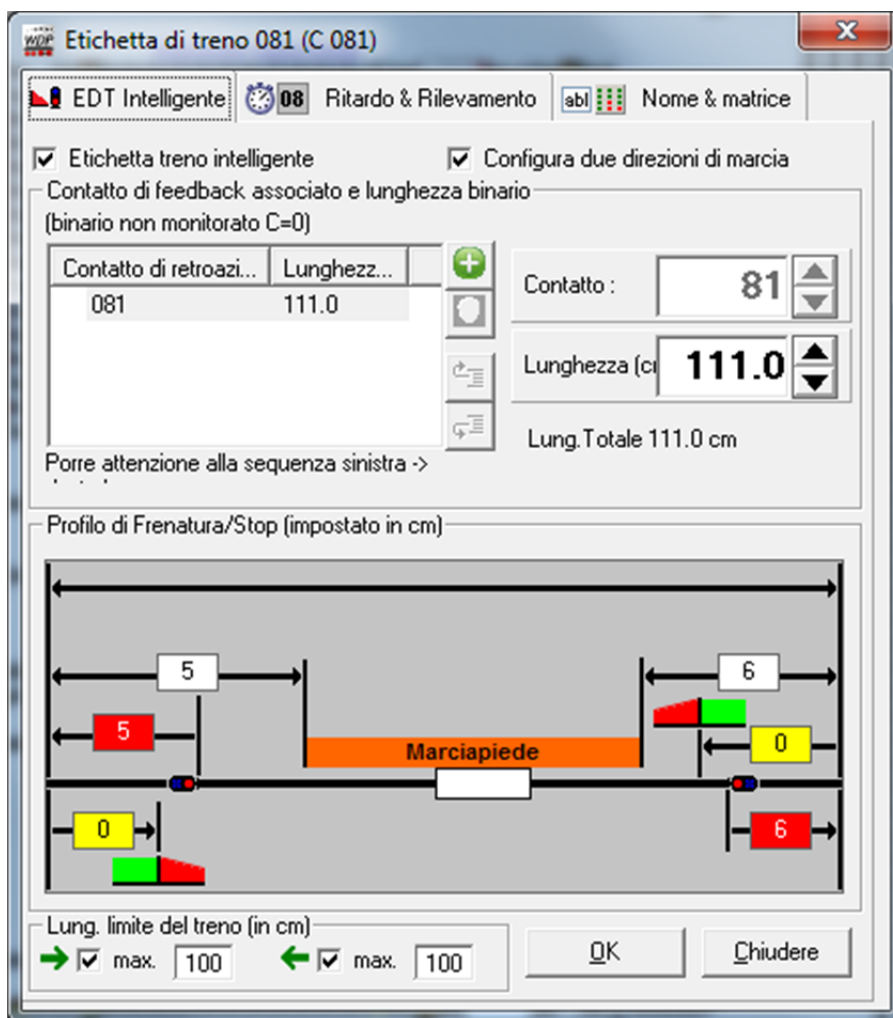 WDP Etichetta di treno 081 (C 081)
EDT Intelligente 08 Ritardo & Rilevamento abl Nome & matrice
Etichetta treno intelligente Configura due direzioni di marcia
Contatto di feedback associato e lunghezza binario
(binario non monitorato C=0)
Contatto di retroazi... Lunghezz...
081 111.0
Contatto : 81
Lunghezza (c 111.0
Lung.Totale 111.0 cm
Porre attenzione alla sequenza sinistra ->
Profilo di Frenatura/Stop (impostato in cm)
5 6
5 0
Marciapiede
0 6
Lung. limite del treno (in cm)
max. 100 max. 100
OK Chiudere